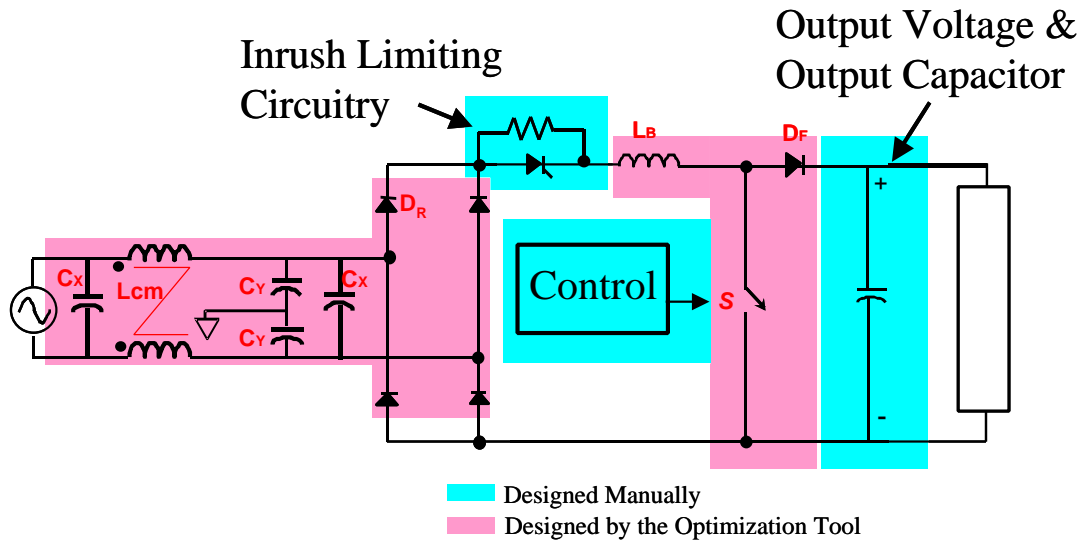 Output Voltage &
Output Capacitor
Inrush Limiting
Circuitry
LB
DF
+
DR
Control
S
CX
Lcm
CY
CX
CY
-
Designed Manually
Designed by the Optimization Tool